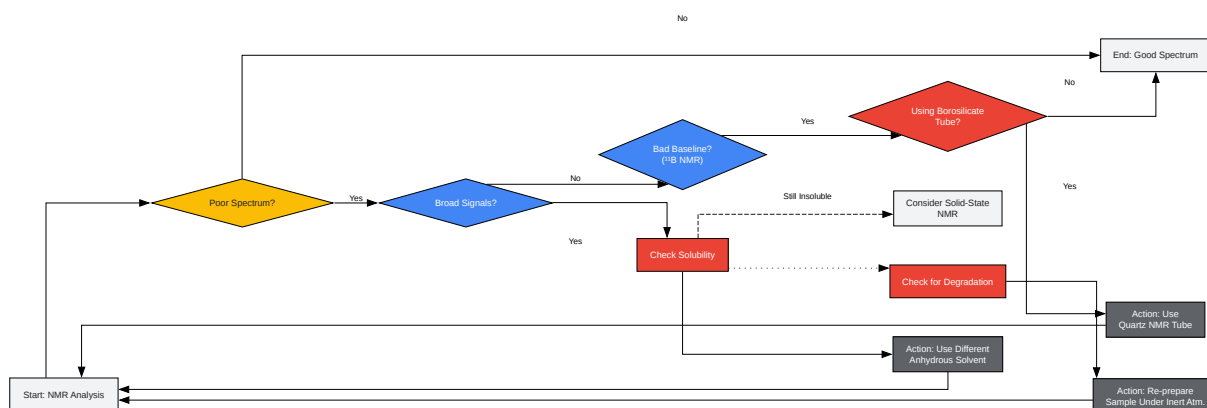 No
End: Good Spectrum
No
Using Borosilicate
Tube?
Yes
Bad Baseline?
(¹¹B NMR)
No
Yes
Still Insoluble
Consider Solid-State
NMR
Poor Spectrum?
Yes
Broad Signals?
Yes
Check Solubility
Check for Degradation
Action: Use
Quartz NMR Tube
Action: Use Different
Anhydrous Solvent
Start: NMR Analysis
Action: Re-prepare
Sample Under Inert Atm.